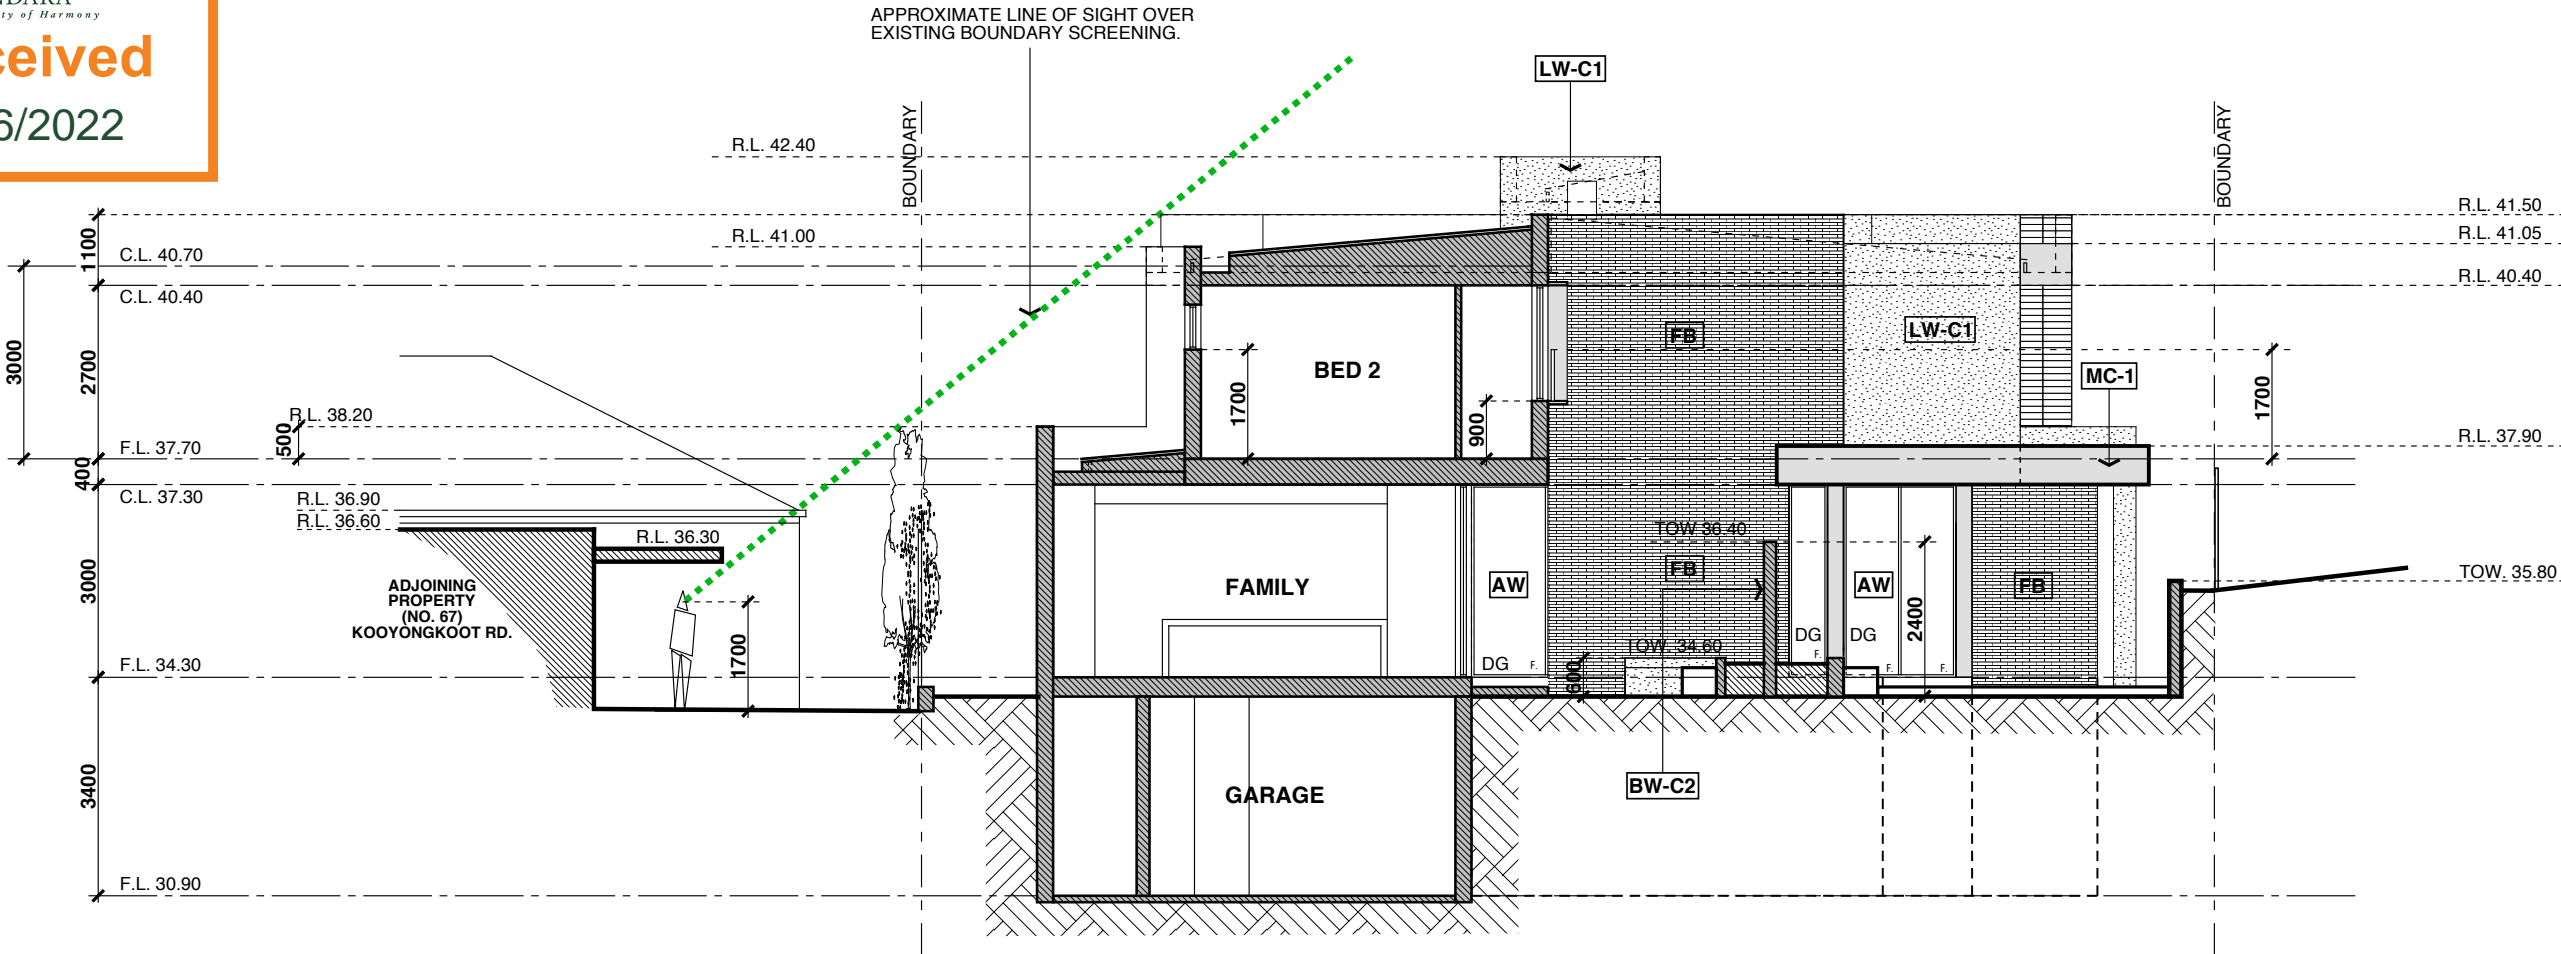 ity of Harmony
6/2022
APPROXIMATE LINE OF SIGHT OVER
EXISTING BOUNDARY SCREENING.
LW-C1
BOUNDARY
BOUNDARY
R.L. 42.40
R.L. 41.50
R.L. 41.00
R.L. 41.05
1100
C.L. 40.70
C.L. 40.40
R.L. 40.40
3000
2700
FB
LW-C1
BED 2
MC-1
1700
1700
900
R.L. 38.20
500
R.L. 37.90
F.L. 37.70
400
C.L. 37.30
R.L. 36.90
R.L. 36.60
R.L. 36.30
TOW 36.40
TOW. 35.80
3000
ADJOINING
PROPERTY
(NO. 67)
KOOYONGKOOT RD.
FAMILY
AW
FB
AW
FB
1700
2400
DG
F.
TOW. 34.60
600
DG
F.
DG
F.
F.
F.L. 34.30
3400
GARAGE
BW-C2
F.L. 30.90